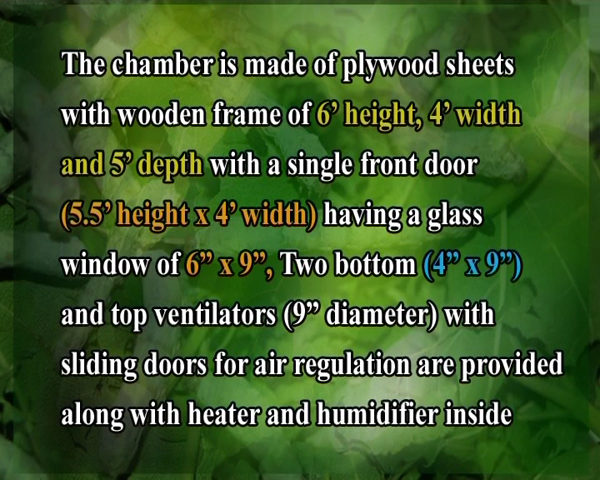 The chamber is made of plywood sheets
with wooden frame of 6’ height, 4’ width
and 5’ depth with a single front door
(5.5’ height x 4’ width) having a glass
window of 6” x 9”, Two bottom (4” x 9”)
and top ventilators (9” diameter) with
sliding doors for air regulation are provided
along with heater and humidifier inside